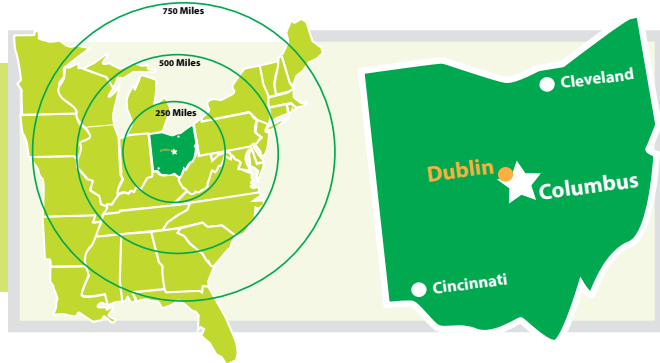 750 Miles
500 Miles
250 Miles
Cleveland
Dublin
Columbus
Cincinnati